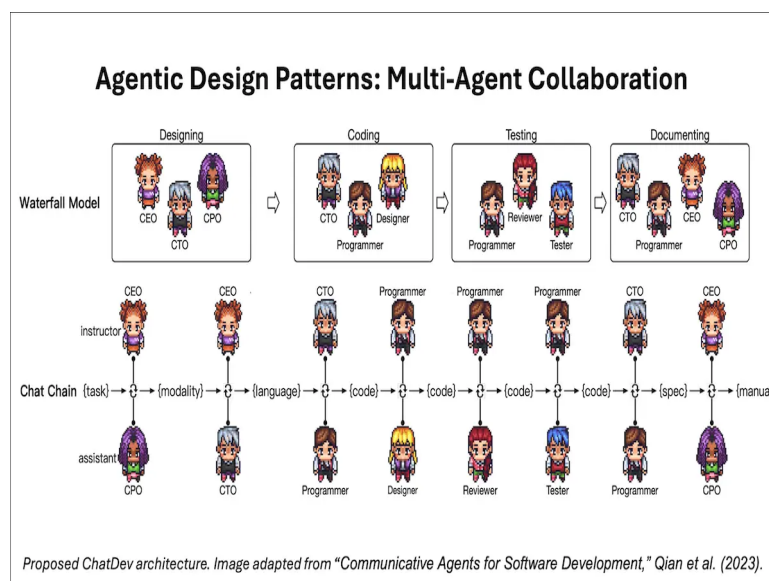 Agentic Design Patterns: Multi-Agent Collaboration
Designing
Coding
Testing
Documenting
Waterfall Model
CEO
CPO
CTO
CTO
Designer
Programmer
Reviewer
Programmer
Tester
CTO
CEO
Programmer
CPO
CEO
CEO
CTO
Programmer
Programmer
Programmer
CTO
CEO
instructor
Chat Chain {task} {modality} {language} {code} {code} {code} {code} {spec} {manua
assistant
CPO
CTO
Programmer
Designer
Reviewer
Tester
Programmer
CPO
Proposed ChatDev architecture. Image adapted from “Communicative Agents for Software Development,” Qian et al. (2023).